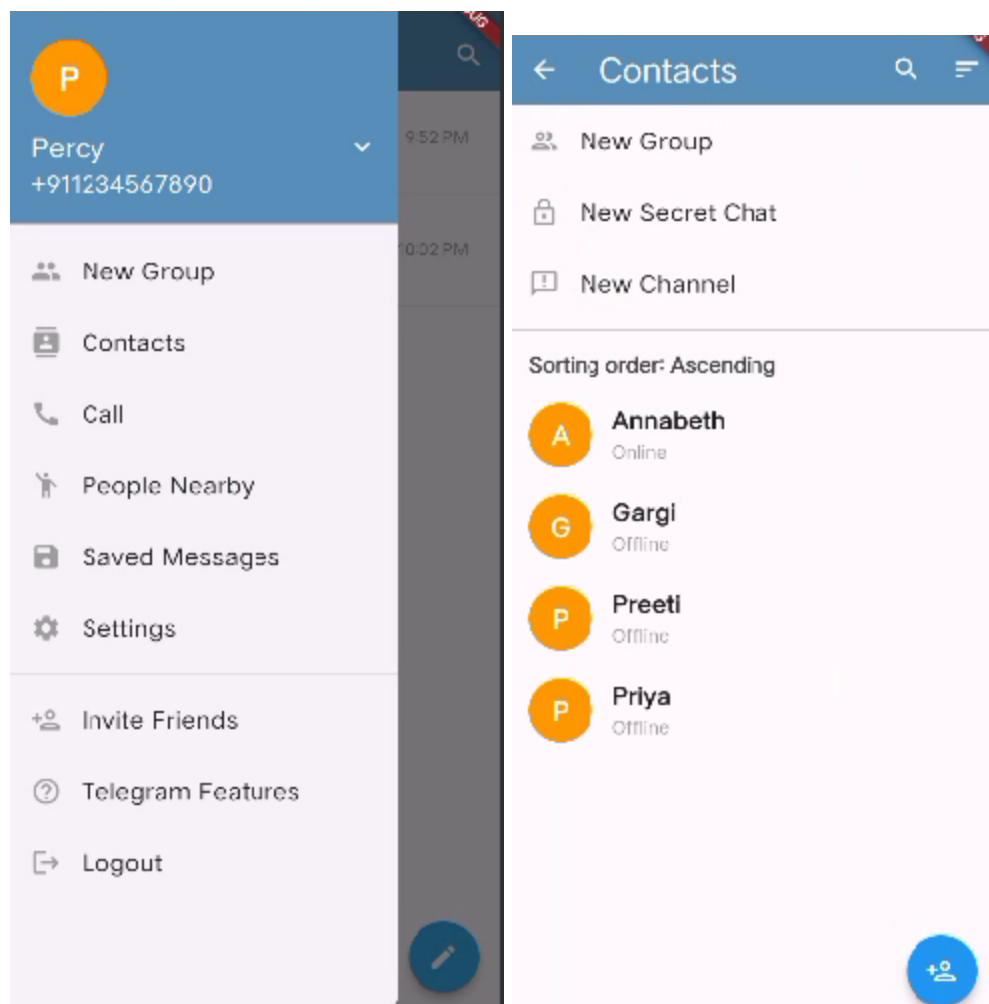 P
Percy
+911234567890
9:52 PM
New Group
10:02 PM
Contacts
Call
People Nearby
Saved Messages
Settings
Invite Friends
Telegram Features
Logout
Contacts
New Group
New Secret Chat
New Channel
Sorting order: Ascending
A
Annabeth
Online
G
Gargi
Offline
P
Preeti
Offline
P
Priya
Offline